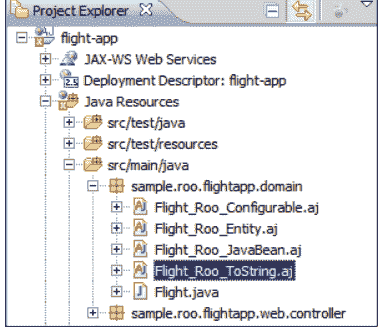 Project Explorer
flight-app
JAX-WS Web Services
Deployment Descriptor: flight-app
Java Resources
src/test/java
src/test/resources
src/main/java
sample.roo.flightapp.domain
Flight_Roo_Configurable.aj
Flight_Roo_Entity.aj
Flight_Roo_JavaBean.aj
Flight_Roo_ToString.aj
Flight.java
sample.roo.flightapp.web.controller